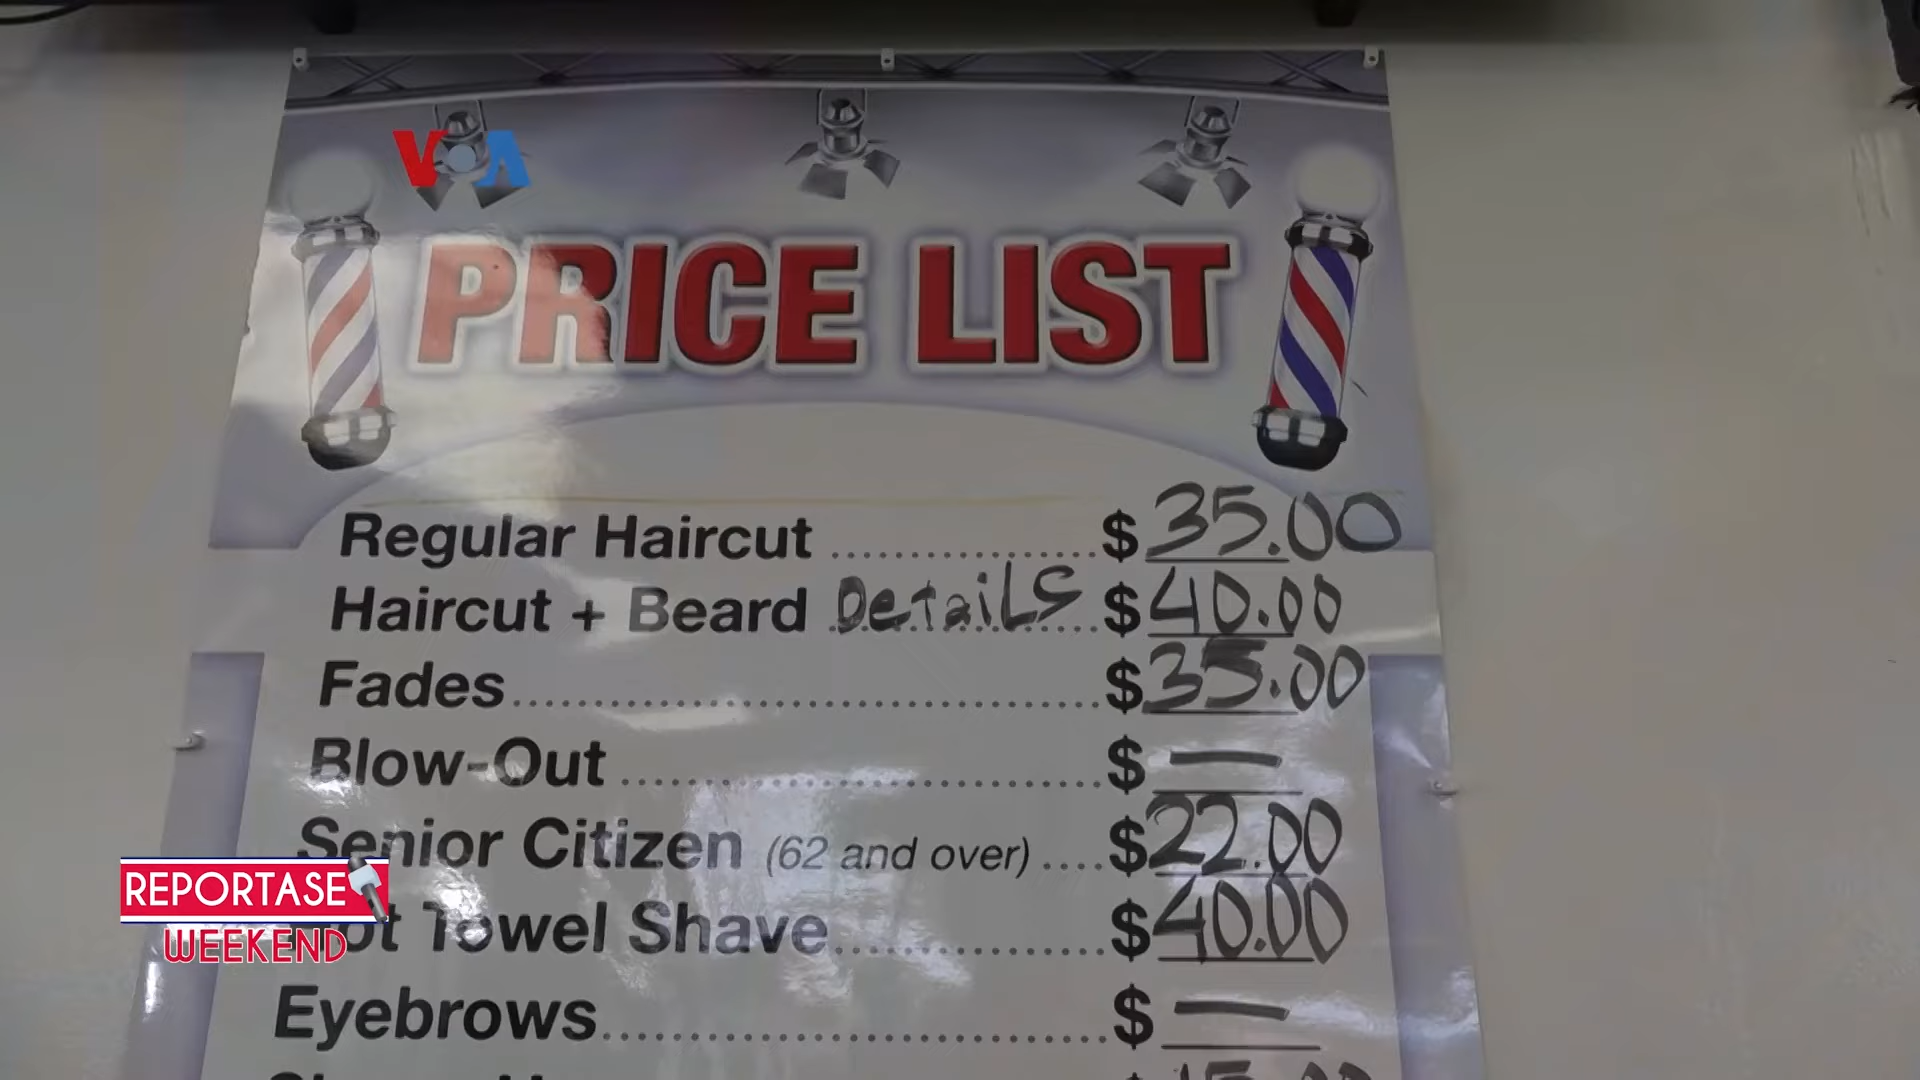 VOA
PRICE LIST
Regular Haircut ................ $ 35.00
Haircut + Beard Details ........ $ 40.00
Fades ................................ $ 35.00
Blow-Out ............................ $ —
Senior Citizen (62 and over) .... $ 22.00
Towel Shave ................ $ 40.00
Eyebrows ............................ $ —
REPORTASE
WEEKEND